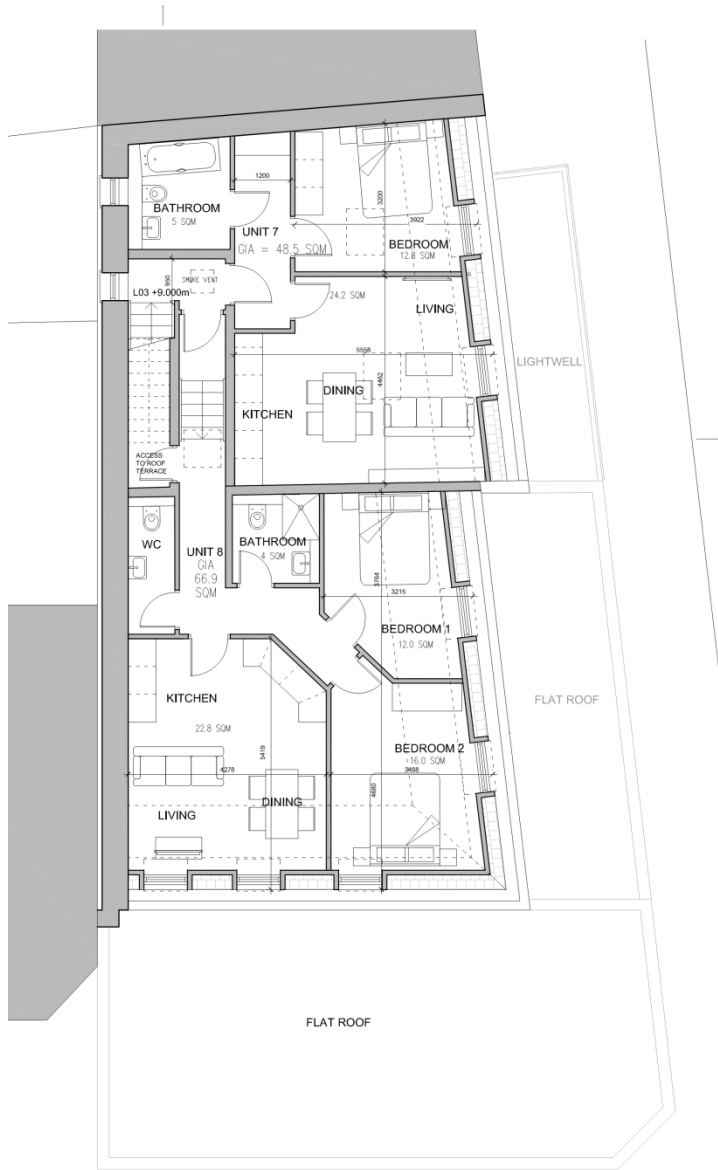 BATHROOM
5 SQM
1200
UNIT 7
GIA = 48.5 SQM
3200
3922
BEDROOM
12.8 SQM
950
SMOKE VENT
L03 +9.000m
24.2 SQM
LIVING
5558
4462
DINING
KITCHEN
LIGHTWELL
ACCESS
TO ROOF
TERRACE
WC
UNIT 8
GIA
66.9
SQM
BATHROOM
4 SQM
3764
3215
BEDROOM 1
12.0 SQM
KITCHEN
22.8 SQM
5419
4278
DINING
LIVING
BEDROOM 2
16.0 SQM
3488
4680
FLAT ROOF
FLAT ROOF